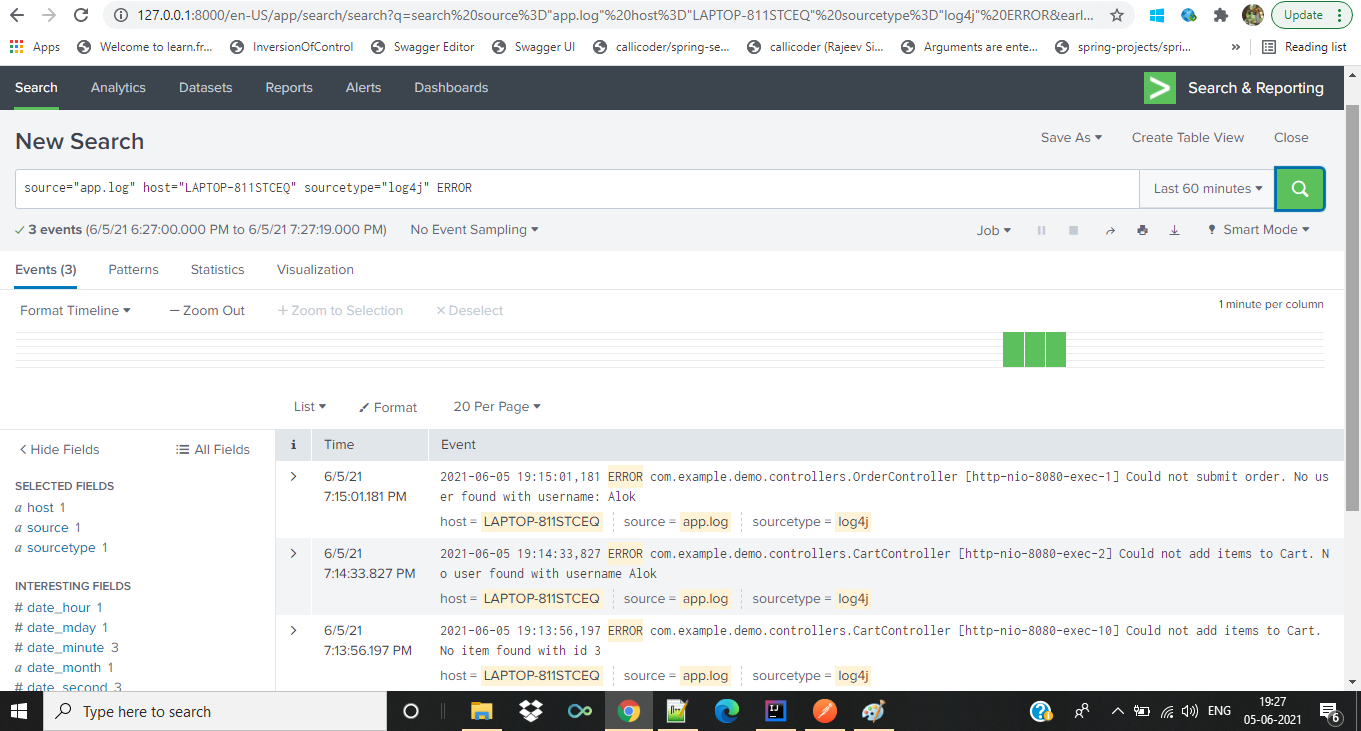 127.0.0.1:8000/en-US/app/search/search?q=search%20source%3D"app.log"%20host%3D"LAPTOP-811STCEQ"%20sourcetype%3D"log4j"%20ERROR&earl...
Update
Apps Welcome to learn.fr... InversionOfControl Swagger Editor Swagger UI callicoder/spring-se... callicoder (Rajeev Si... Arguments are ente... spring-projects/spri... » Reading list
Search Analytics Datasets Reports Alerts Dashboards Search & Reporting
New Search Save As Create Table View Close
source="app.log" host="LAPTOP-811STCEQ" sourcetype="log4j" ERROR Last 60 minutes
3 events (6/5/21 6:27:00.000 PM to 6/5/21 7:27:19.000 PM) No Event Sampling Job Smart Mode
Events (3) Patterns Statistics Visualization
Format Timeline — Zoom Out + Zoom to Selection × Deselect 1 minute per column
List Format 20 Per Page
< Hide Fields All Fields
SELECTED FIELDS
a host 1
a source 1
a sourcetype 1
INTERESTING FIELDS
# date_hour 1
# date_mday 1
# date_minute 3
a date_month 1
# date_second 3
i Time Event
6/5/21
7:15:01.181 PM
2021-06-05 19:15:01,181 ERROR com.example.demo.controllers.OrderController [http-nio-8080-exec-1] Could not submit order. No us
er found with username: Alok
host = LAPTOP-811STCEQ source = app.log sourcetype = log4j
6/5/21
7:14:33.827 PM
2021-06-05 19:14:33,827 ERROR com.example.demo.controllers.CartController [http-nio-8080-exec-2] Could not add items to Cart. N
o user found with username Alok
host = LAPTOP-811STCEQ source = app.log sourcetype = log4j
6/5/21
7:13:56.197 PM
2021-06-05 19:13:56,197 ERROR com.example.demo.controllers.CartController [http-nio-8080-exec-10] Could not add items to Cart.
No item found with id 3
host = LAPTOP-811STCEQ source = app.log sourcetype = log4j
Type here to search
ENG
19:27
05-06-2021
6